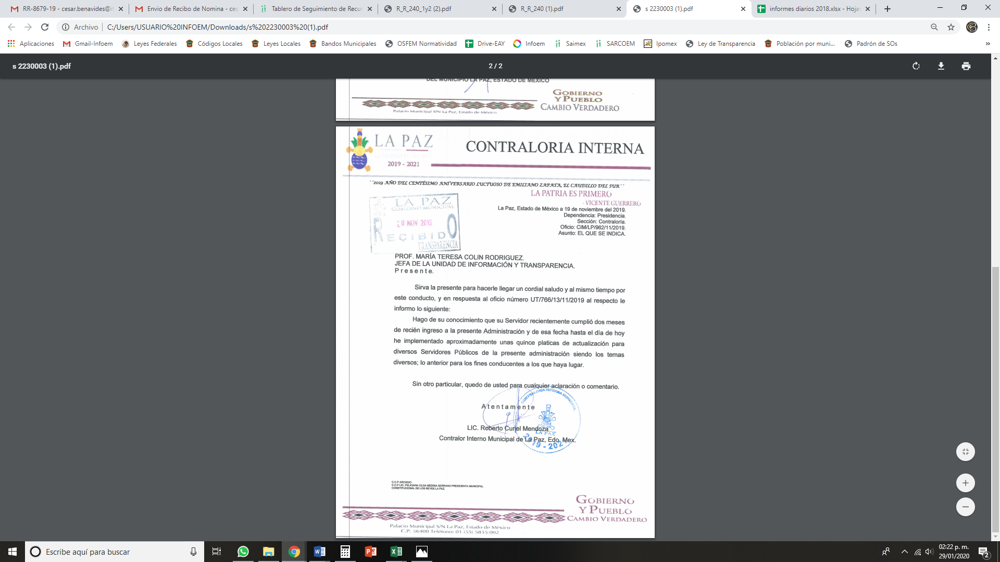 RR-8679-19 - cesar.benavides@i
Envio de Recibo de Nomina - ces
Tablero de Seguimiento de Recur
R_R_240_1y2 (2).pdf
R_R_240 (1).pdf
s 2230003 (1).pdf
informes diarios 2018.xlsx - Hoja
Archivo
C:/Users/USUARIO%20INFOEM/Downloads/s%202230003%20(1).pdf
Aplicaciones
Gmail-Infoem
Leyes Federales
Códigos Locales
Leyes Locales
Bandos Municipales
OSFEM Normatividad
Drive-EAY
Infoem
Saimex
SARCOEM
Ipomex
Ley de Transparencia
Población por muni...
Padrón de SOs
»
s 2230003 (1).pdf
2 / 2
DEL MUNICIPIO LA PAZ, ESTADO DE MEXICO
GOBIERNO
Y PUEBLO
CAMBIO VERDADERO
Palacio Municipal S/N La Paz, Estado de México
LA PAZ
GOBIERNO MUNICIPAL
2019 - 2021
CONTRALORIA INTERNA
´´2019 AÑO DEL CENTÉSIMO ANIVERSARIO LUCTUOSO DE EMILIANO ZAPATA, EL CAUDILLO DEL SUR´´
LA PATRIA ES PRIMERO
- VICENTE GUERRERO
LA PAZ
GOBIERNO MUNICIPAL
20 NOV 2019
RECIBIDO
TRANSPARENCIA
La Paz, Estado de México a 19 de noviembre del 2019.
Dependencia: Presidencia.
Sección: Contraloría.
Oficio: CIM/LP/962/11/2019.
Asunto: EL QUE SE INDICA.
PROF. MARÍA TERESA COLIN RODRIGUEZ.
JEFA DE LA UNIDAD DE INFORMACIÓN Y TRANSPARENCIA.
P r e s e n t e.
Sirva la presente para hacerle llegar un cordial saludo y al mismo tiempo por
este conducto, y en respuesta al oficio número UT/766/13/11/2019 al respecto le
informo lo siguiente:
Hago de su conocimiento que su Servidor recientemente cumplió dos meses
de recién ingreso a la presente Administración y de esa fecha hasta el día de hoy
he implementado aproximadamente unas quince platicas de actualización para
diversos Servidores Públicos de la presente administración siendo los temas
diversos; lo anterior para los fines conducentes a los que haya lugar.
Sin otro particular, quedo de usted para cualquier aclaración o comentario.
A t e n t a m e n t e
CONTRALORIA INTERNA MUNICIPAL
LA PAZ
2019 - 2021
LIC. Roberto Curiel Mendoza
Contralor Interno Municipal de La Paz, Edo. Mex.
C.C.P ARCHIVO
C.C.P LIC. FELICIANA OLGA MEDINA SERRANO PRESIDENTA MUNICIPAL
CONSTITUCIONAL DE LOS REYES LA PAZ.
GOBIERNO
Y PUEBLO
CAMBIO VERDADERO
Palacio Municipal S/N La Paz, Estado de México
C.P. 56400 Teléfono: 01 (55) 5855-002
Escribe aquí para buscar
02:22 p. m.
29/01/2020
2